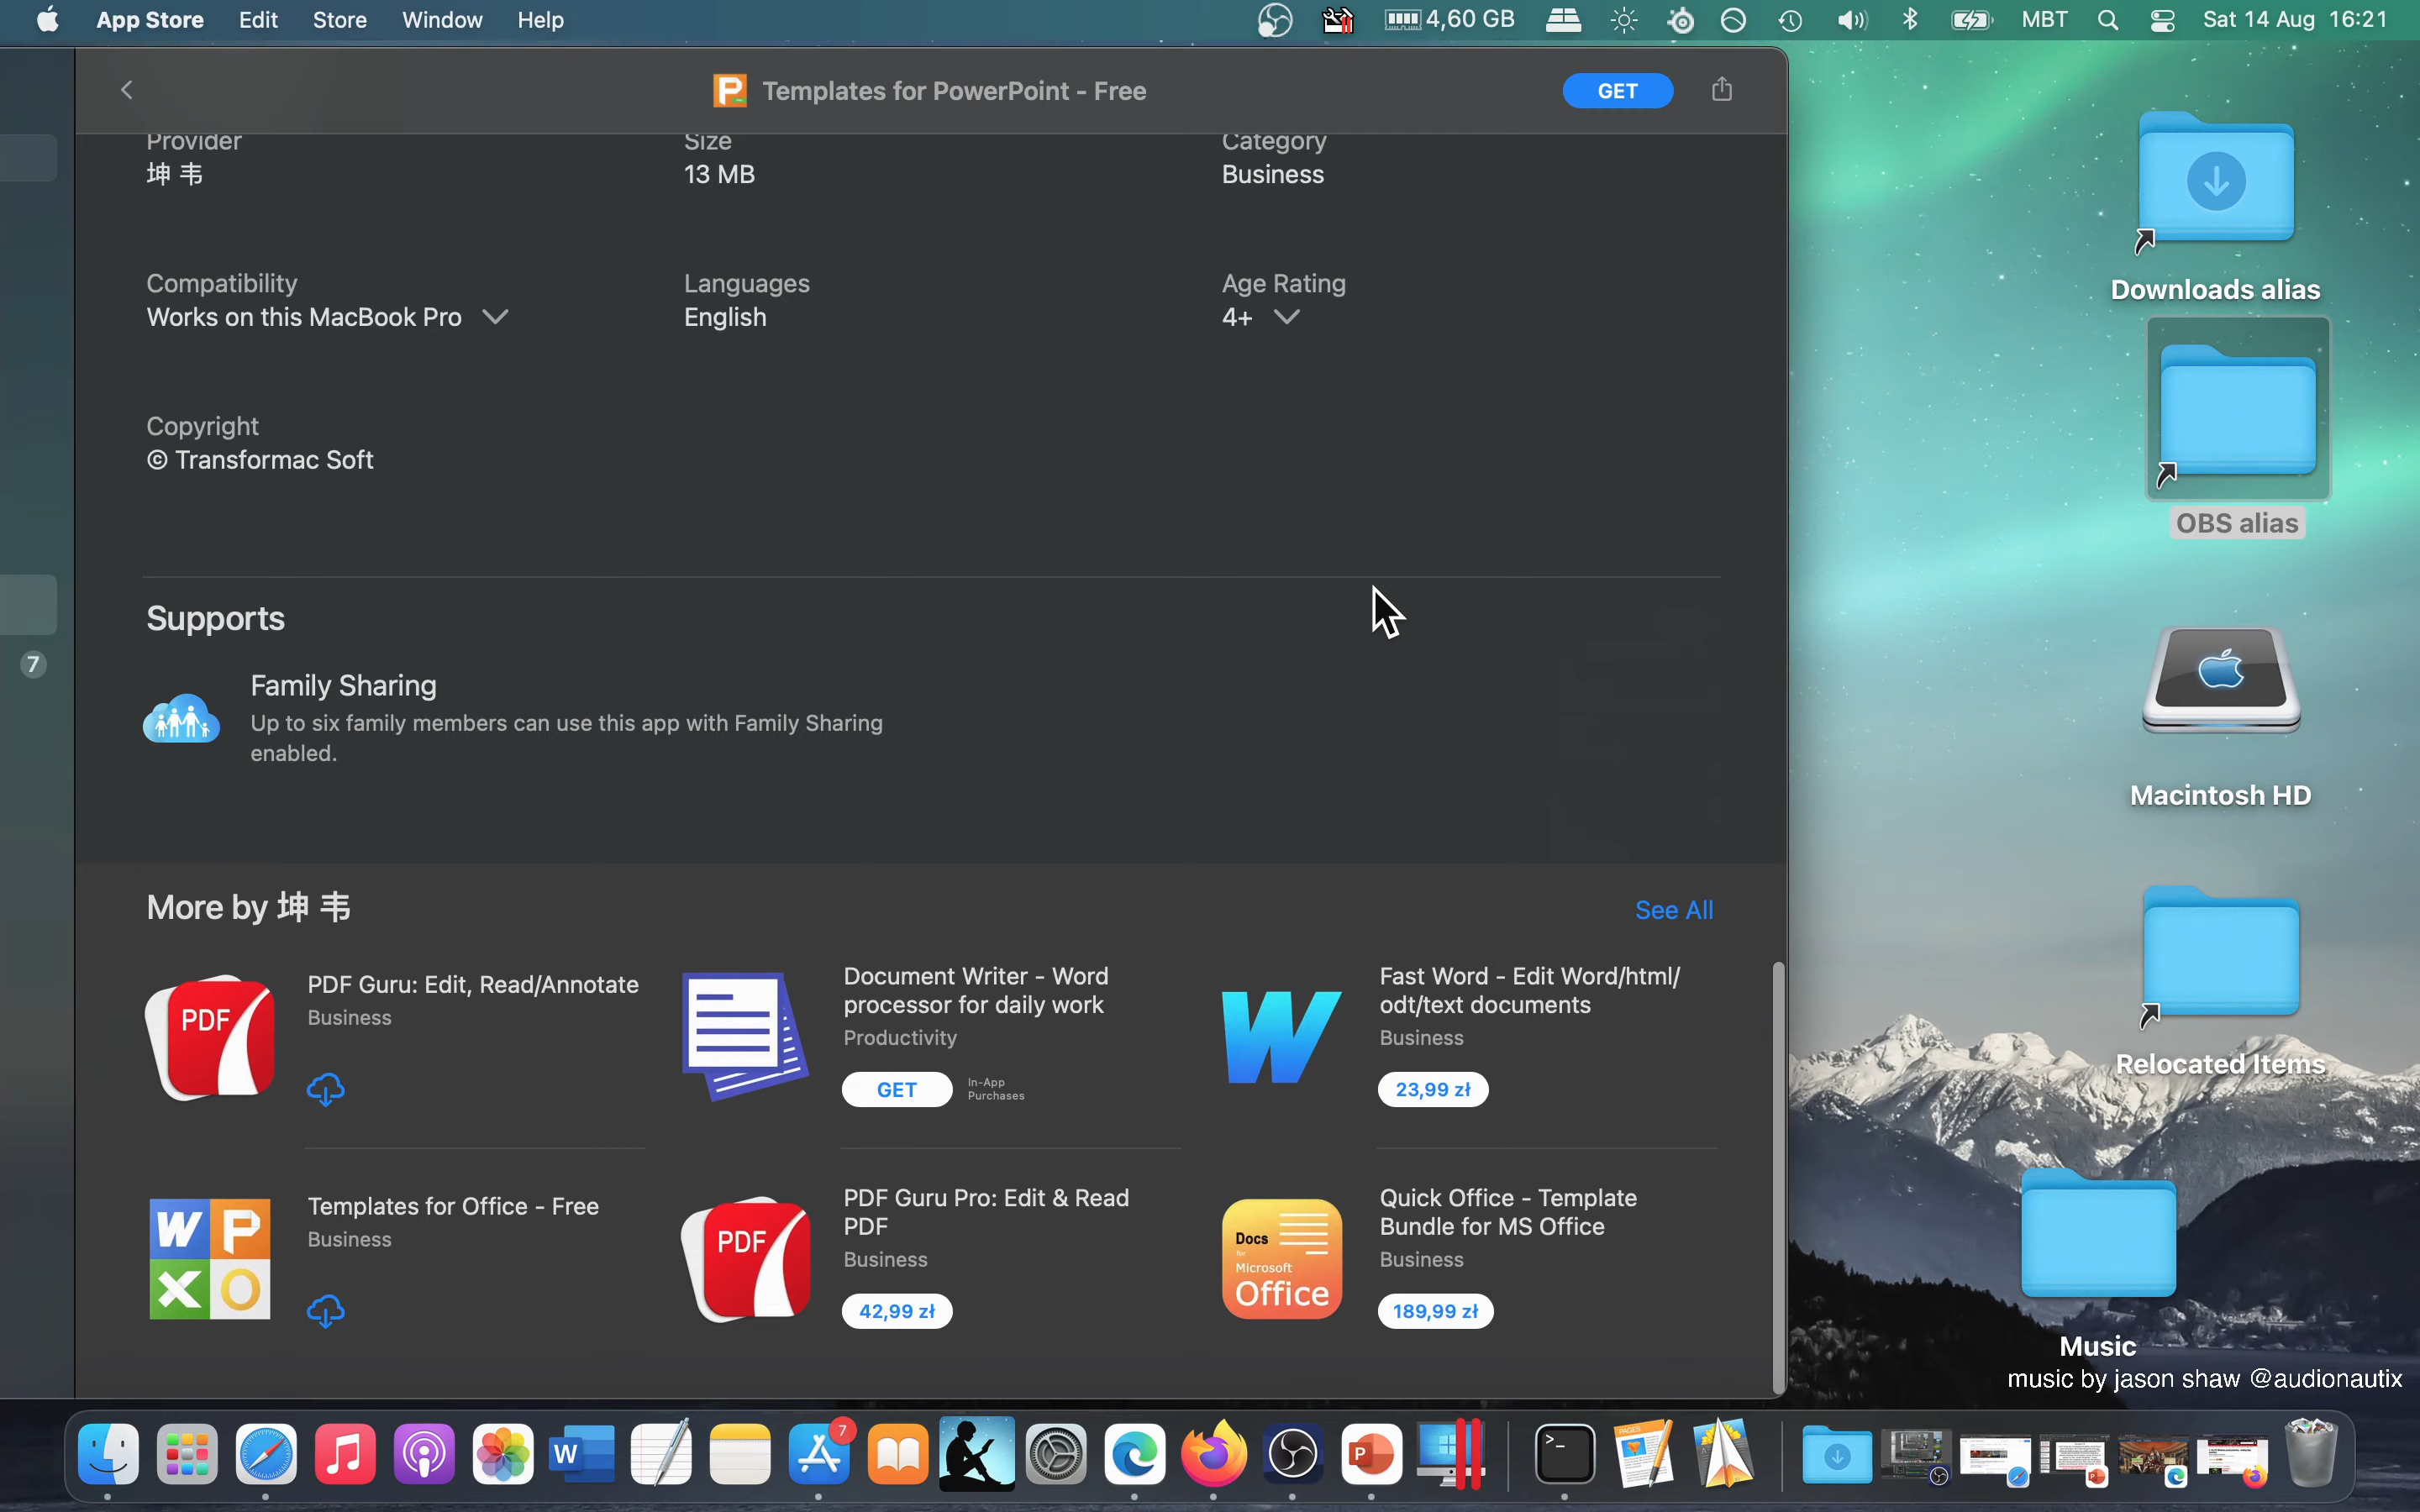 App Store Edit Store Window Help 4,60 GB MBT Sat 14 Aug 16:21
Templates for PowerPoint - Free GET
Provider Size Category
坤 韦 13 MB Business
Compatibility Languages Age Rating
Works on this MacBook Pro English 4+
Copyright
© Transformac Soft
Supports
Family Sharing
Up to six family members can use this app with Family Sharing
enabled.
7
More by 坤 韦 See All
PDF
PDF Guru: Edit, Read/Annotate
Business
Document Writer - Word
processor for daily work
Productivity
GET In-App
Purchases
W
Fast Word - Edit Word/html/
odt/text documents
Business
23,99 zł
W P
X O
Templates for Office - Free
Business
PDF
PDF Guru Pro: Edit & Read
PDF
Business
42,99 zł
Docs
for
Microsoft
Office
Quick Office - Template
Bundle for MS Office
Business
189,99 zł
Downloads alias
OBS alias
Macintosh HD
Relocated Items
Music
music by jason shaw @audionautix
W
7
P
>_
PAGES